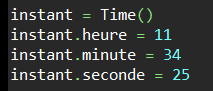 instant = Time()
instant.heure = 11
instant.minute = 34
instant.seconde = 25